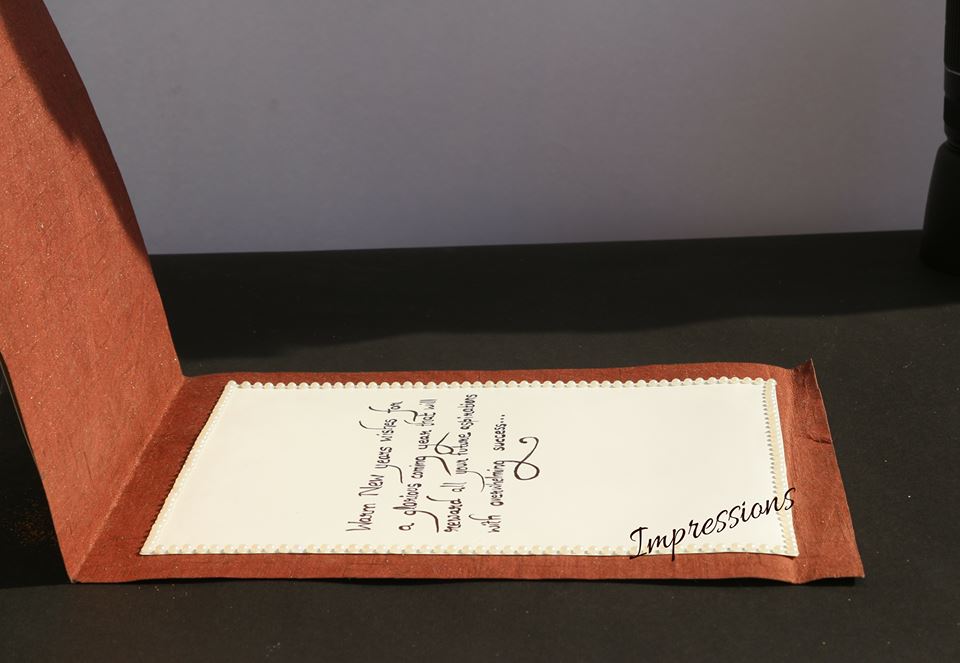 Warm New years wishes for
a glorious coming year that will
reward all your future aspirations
with overwhelming success...
Impressions